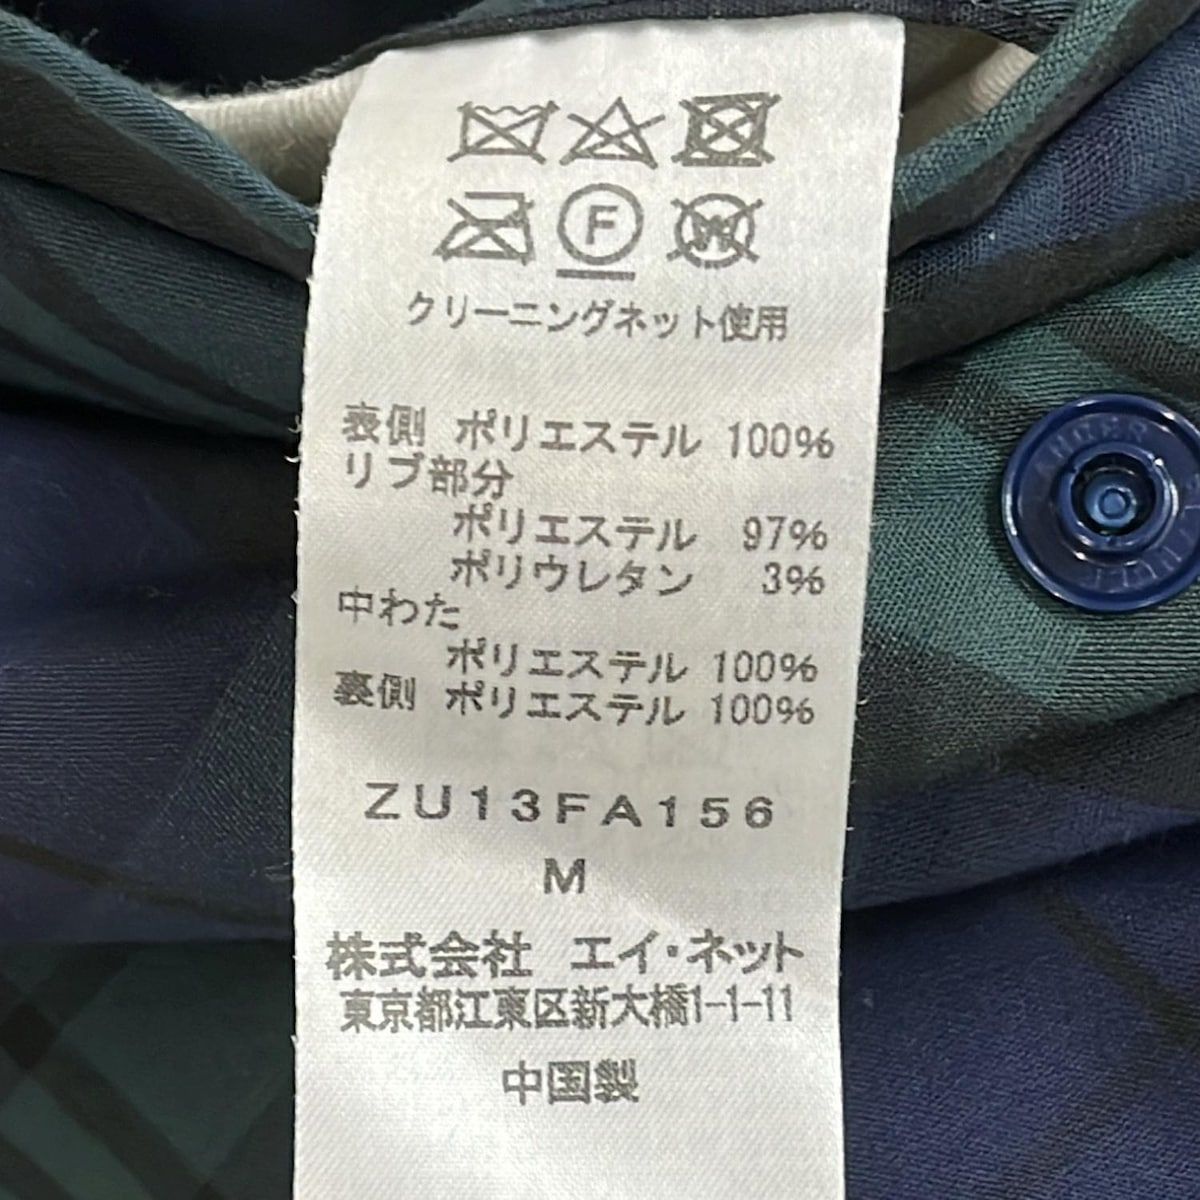 F
W
クリーニングネット使用
表側 ポリエステル 100%
リブ部分
ポリエステル 97%
ポリウレタン 3%
中わた
ポリエステル 100%
裏側 ポリエステル 100%
ZU13FA156
M
株式会社 エイ・ネット
東京都江東区新大橋1-1-11
中国製